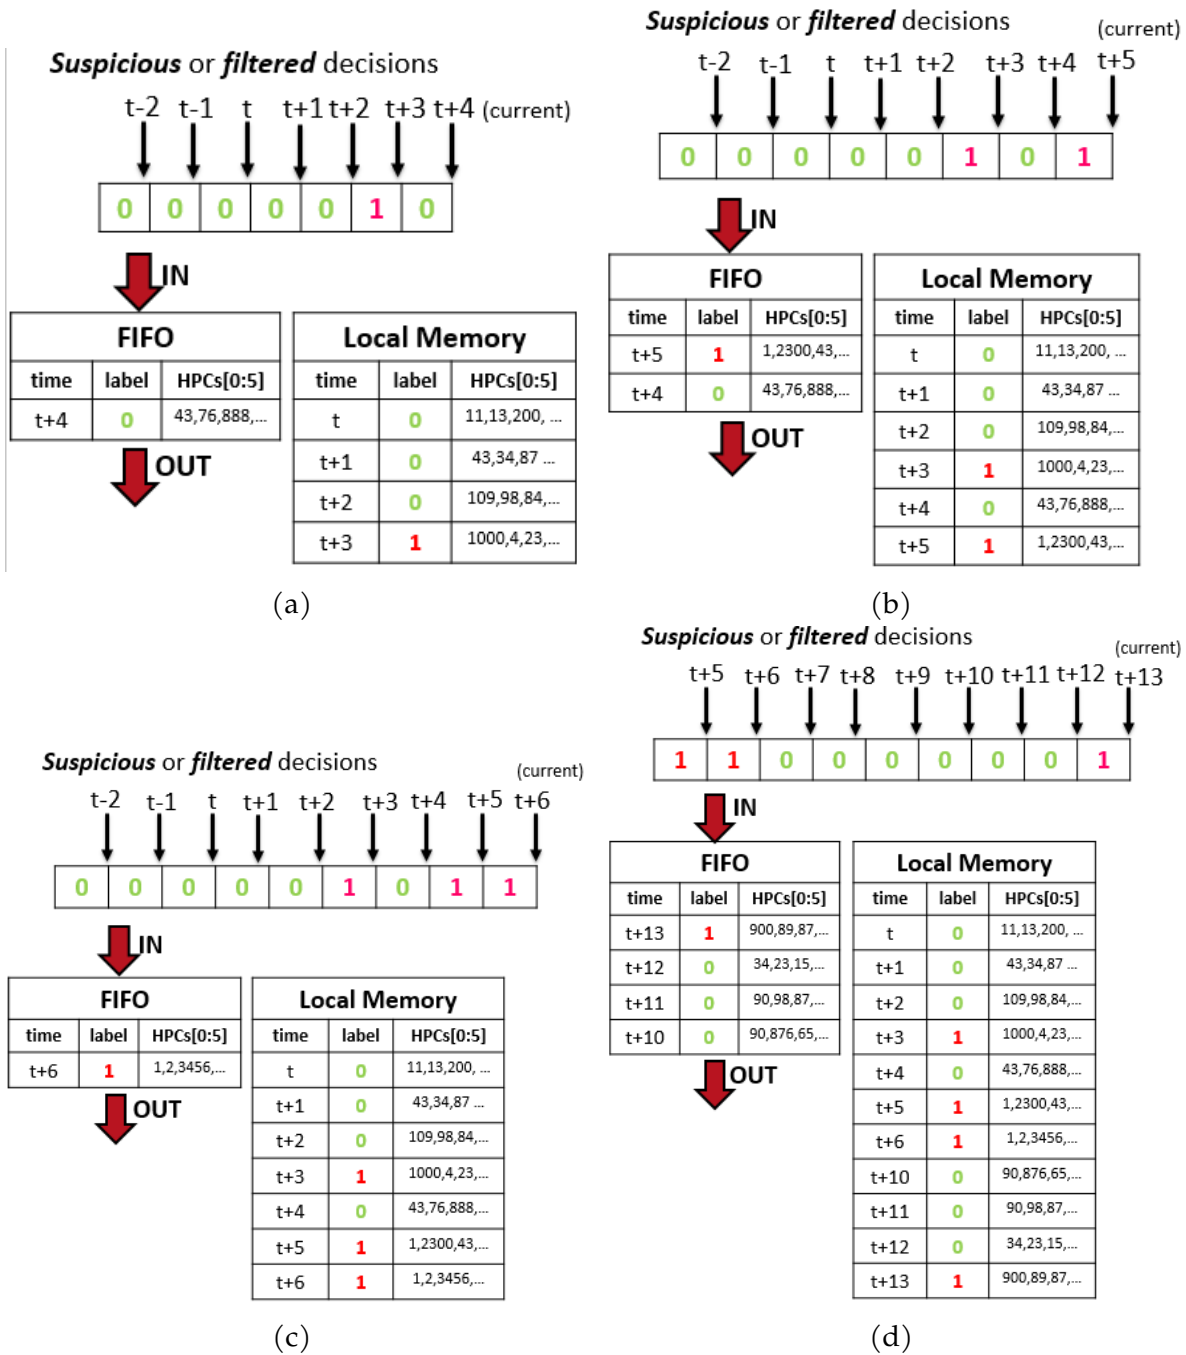 Suspicious or filtered decisions
t-2 t-1 t t+1 t+2 t+3 t+4 (current)
0 0 0 0 0 1 0
IN
FIFO
time label HPCs[0:5]
t+4 0 43,76,888,...
OUT
Local Memory
time label HPCs[0:5]
t 0 11,13,200, ...
t+1 0 43,34,87 ...
t+2 0 109,98,84,...
t+3 1 1000,4,23,...
(a)
Suspicious or filtered decisions
(current)
t-2 t-1 t t+1 t+2 t+3 t+4 t+5
0 0 0 0 0 1 0 1
IN
FIFO
time label HPCs[0:5]
t+5 1 1,2300,43,...
t+4 0 43,76,888,...
OUT
Local Memory
time label HPCs[0:5]
t 0 11,13,200, ...
t+1 0 43,34,87 ...
t+2 0 109,98,84,...
t+3 1 1000,4,23,...
t+4 0 43,76,888,...
t+5 1 1,2300,43,...
(b)
Suspicious or filtered decisions
(current)
t-2 t-1 t t+1 t+2 t+3 t+4 t+5 t+6
0 0 0 0 0 1 0 1 1
IN
FIFO
time label HPCs[0:5]
t+6 1 1,2,3456,...
OUT
Local Memory
time label HPCs[0:5]
t 0 11,13,200, ...
t+1 0 43,34,87 ...
t+2 0 109,98,84,...
t+3 1 1000,4,23,...
t+4 0 43,76,888,...
t+5 1 1,2300,43,...
t+6 1 1,2,3456,...
(c)
Suspicious or filtered decisions
(current)
t+5 t+6 t+7 t+8 t+9 t+10 t+11 t+12 t+13
1 1 0 0 0 0 0 0 1
IN
FIFO
time label HPCs[0:5]
t+13 1 900,89,87,...
t+12 0 34,23,15,...
t+11 0 90,98,87,...
t+10 0 90,876,65,...
OUT
Local Memory
time label HPCs[0:5]
t 0 11,13,200, ...
t+1 0 43,34,87 ...
t+2 0 109,98,84,...
t+3 1 1000,4,23,...
t+4 0 43,76,888,...
t+5 1 1,2300,43,...
t+6 1 1,2,3456,...
t+10 0 90,876,65,...
t+11 0 90,98,87,...
t+12 0 34,23,15,...
t+13 1 900,89,87,...
(d)